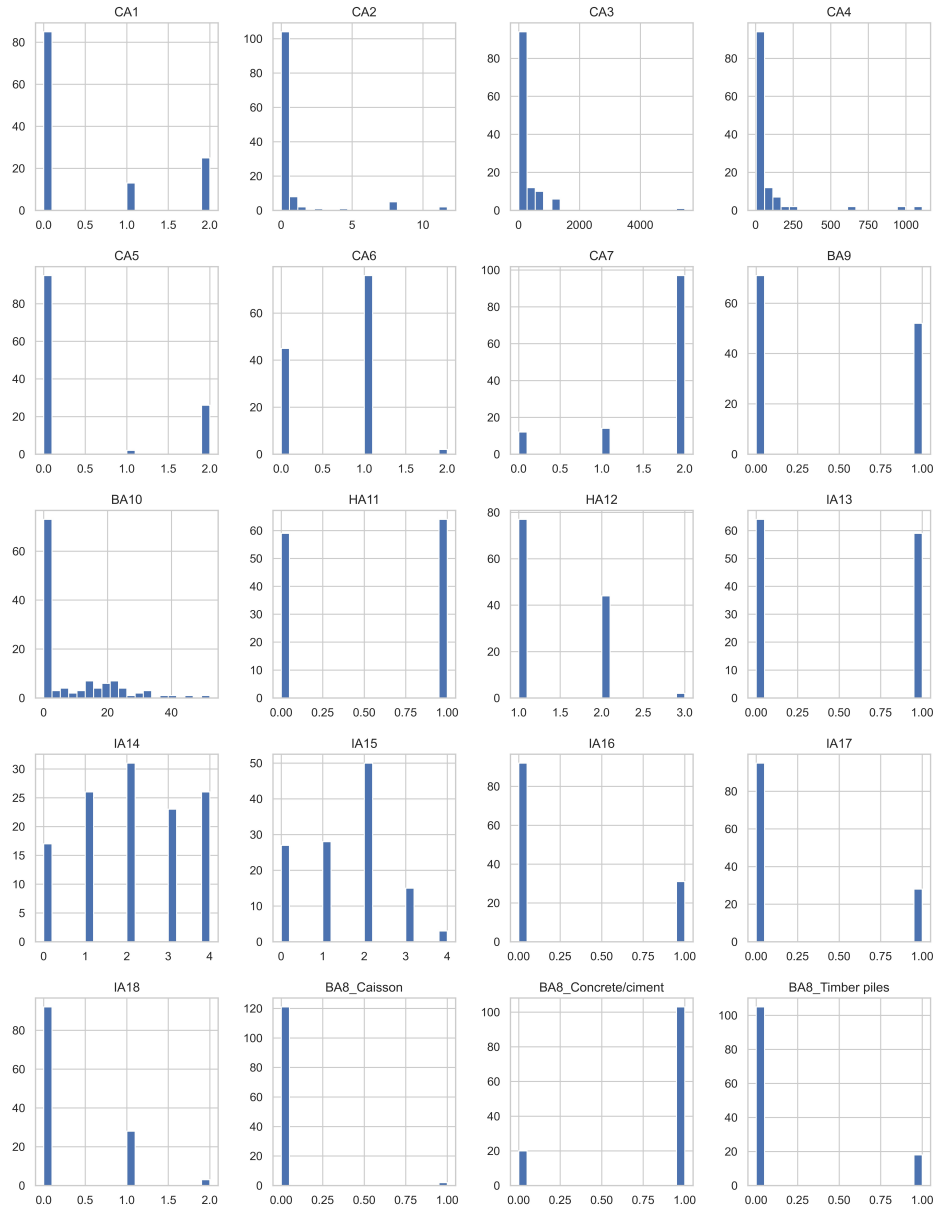 CA1 CA2 CA3 CA4
80 100 80 80
60 80 60 60
40 60 40 40
20 40 20 20
0 20 0 0
0
0.0 0.5 1.0 1.5 2.0 0 5 10 0 2000 4000 0 250 500 750 1000
CA5 CA6 CA7 BA9
80 60 100 60
60 40 80 40
40 20 60 20
20 0 40 0
0 20
0
0.0 0.5 1.0 1.5 2.0 0.0 0.5 1.0 1.5 2.0 0.0 0.5 1.0 1.5 2.0 0.00 0.25 0.50 0.75 1.00
BA10 HA11 HA12 IA13
60 60 80 60
40 50 60 50
20 40 40 40
0 30 20 30
20 0 20
10 10
0 0
0 20 40 0.00 0.25 0.50 0.75 1.00 1.0 1.5 2.0 2.5 3.0 0.00 0.25 0.50 0.75 1.00
IA14 IA15 IA16 IA17
30 50 80 80
25 40 60 60
20 30 40 40
15 20 20 20
10 10 0 0
5 0
0
0 1 2 3 4 0 1 2 3 4 0.00 0.25 0.50 0.75 1.00 0.00 0.25 0.50 0.75 1.00
IA18 BA8_Caisson BA8_Concrete/ciment BA8_Timber piles
80 120 100 100
60 100 80 80
40 80 60 60
20 60 40 40
0 40 20 20
20 0 0
0
0.0 0.5 1.0 1.5 2.0 0.00 0.25 0.50 0.75 1.00 0.00 0.25 0.50 0.75 1.00 0.00 0.25 0.50 0.75 1.00